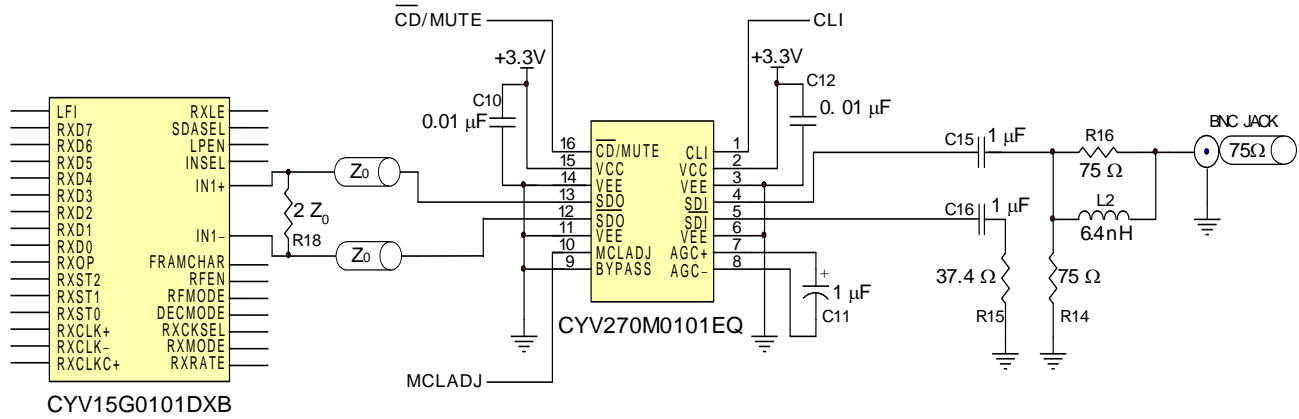 CD/MUTE
CLI
+3.3V
+3.3V
C10
0.01 μF
C12
0. 01 μF
LFI
RXD7
RXD6
RXD5
RXD4
RXD3
RXD2
RXD1
RXD0
RXOP
RXST2
RXST1
RXST0
RXCLK+
RXCLK–
RXCLKC+
RXLE
SDASEL
LPEN
INSEL
IN1+
IN1–
FRAMCHAR
RFEN
RFMODE
DECMODE
RXCKSEL
RXMODE
RXRATE
CYV15G0101DXB
Z0
2 Z0
R18
Z0
16 CD/MUTE
15 VCC
14 VEE
13 SDO
12 SDO
11 VEE
10 MCLADJ
9 BYPASS
CLI 1
VCC 2
VEE 3
SDI 4
SDI 5
VEE 6
AGC+ 7
AGC– 8
CYV270M0101EQ
MCLADJ
+
1 μF
C11
C15
1 μF
C16
1 μF
R16
75 Ω
L2
6.4nH
37.4 Ω
R15
75 Ω
R14
BNC JACK
75Ω